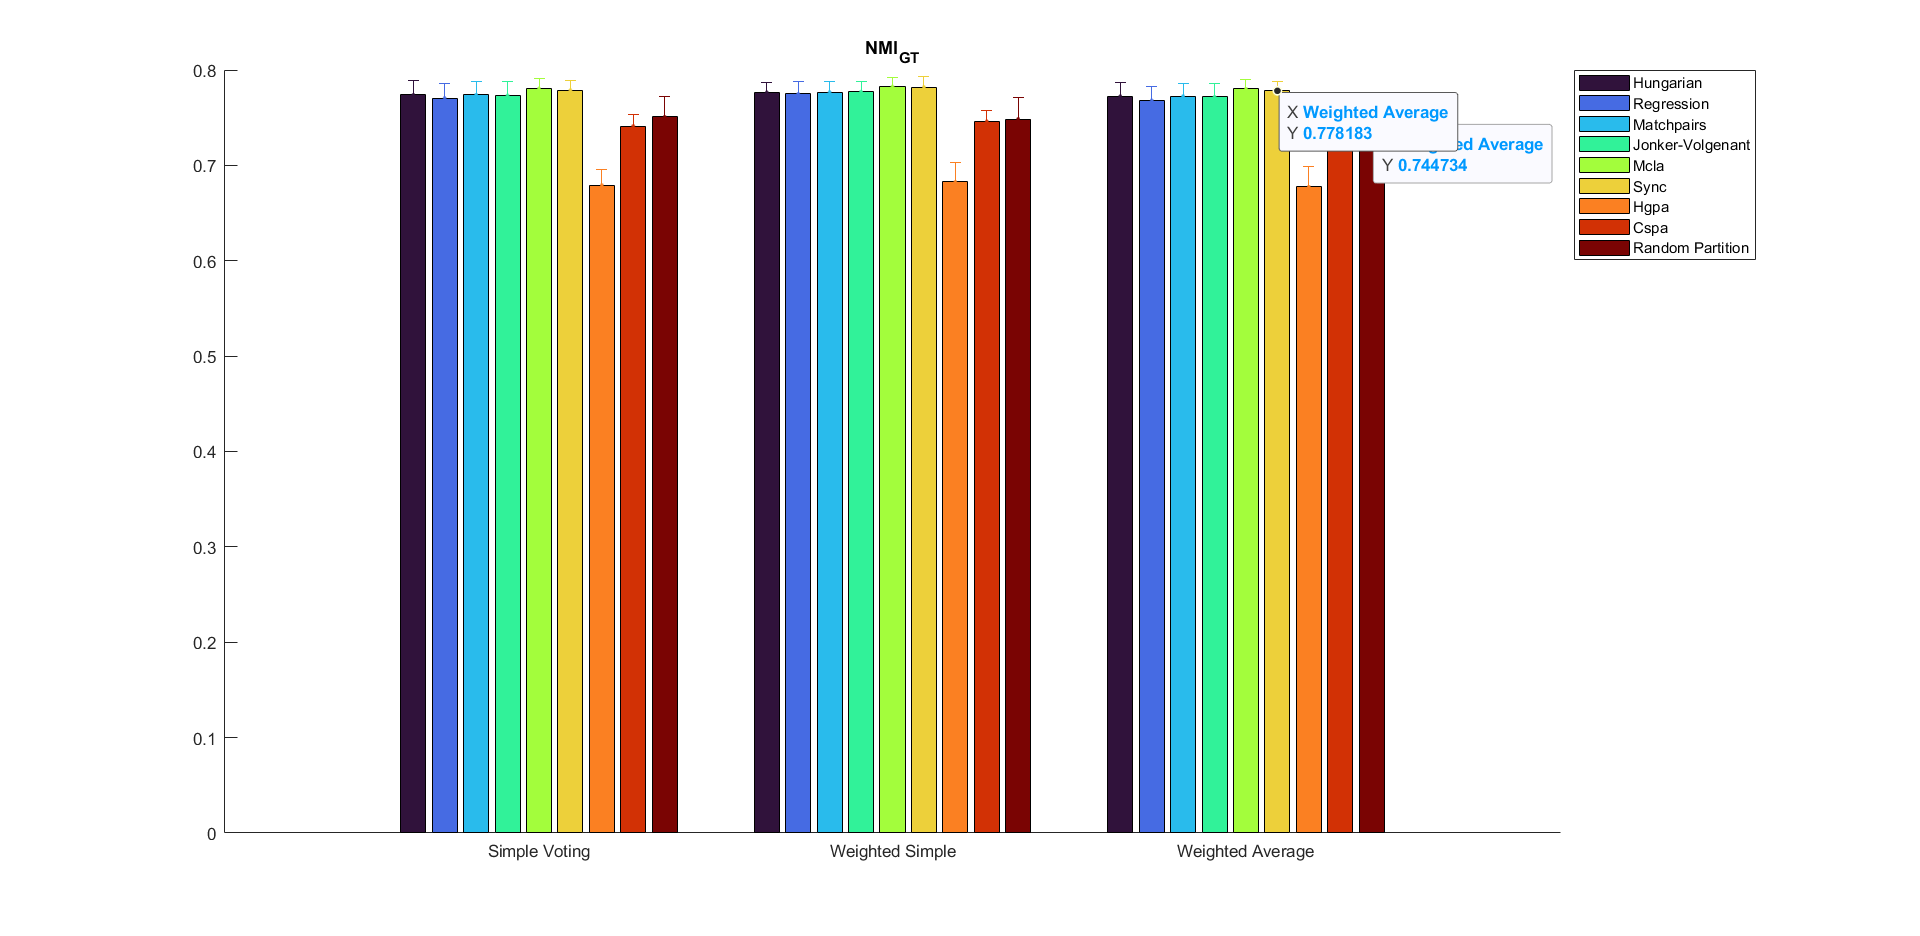 NMI_GT
0.8
0.7
0.6
0.5
0.4
0.3
0.2
0.1
0
Simple Voting
Weighted Simple
Weighted Average
X Weighted Average
Y 0.778183
Average
Y 0.744734
Hungarian
Regression
Matchpairs
Jonker-Volgenant
Mcla
Sync
Hgpa
Cspa
Random Partition